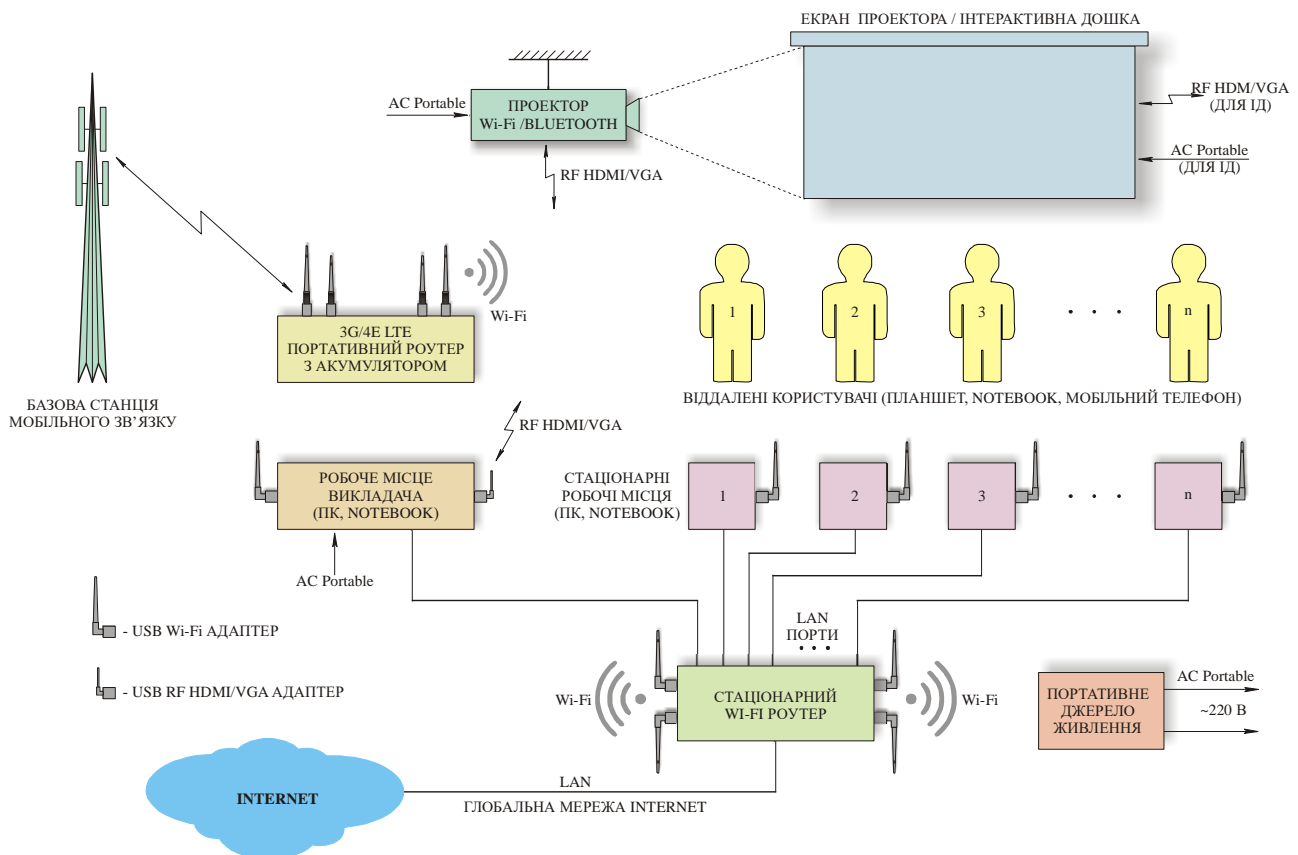 ЕКРАН ПРОЕКТОРА / ІНТЕРАКТИВНА ДОШКА
AC Portable
ПРОЕКТОР
Wi-Fi /BLUETOOTH
RF HDM/VGA
(ДЛЯ ІД)
AC Portable
(ДЛЯ ІД)
RF HDMI/VGA
Wi-Fi
3G/4E LTE
ПОРТАТИВНИЙ РОУТЕР
З АКУМУЛЯТОРОМ
1
2
3
. . .
n
БАЗОВА СТАНЦІЯ
МОБІЛЬНОГО ЗВ’ЯЗКУ
ВІДДАЛЕНІ КОРИСТУВАЧІ (ПЛАНШЕТ, NOTEBOOK, МОБІЛЬНИЙ ТЕЛЕФОН)
RF HDMI/VGA
РОБОЧЕ МІСЦЕ
ВИКЛАДАЧА
(ПК, NOTEBOOK)
СТАЦІОНАРНІ
РОБОЧІ МІСЦЯ
(ПК, NOTEBOOK)
1
2
3
. . .
n
AC Portable
- USB Wi-Fi АДАПТЕР
- USB RF HDMI/VGA АДАПТЕР
LAN
ПОРТИ
. . .
Wi-Fi
СТАЦІОНАРНИЙ
WI-FI РОУТЕР
Wi-Fi
ПОРТАТИВНЕ
ДЖЕРЕЛО
ЖИВЛЕННЯ
AC Portable
~220 В
INTERNET
LAN
ГЛОБАЛЬНА МЕРЕЖА INTERNET